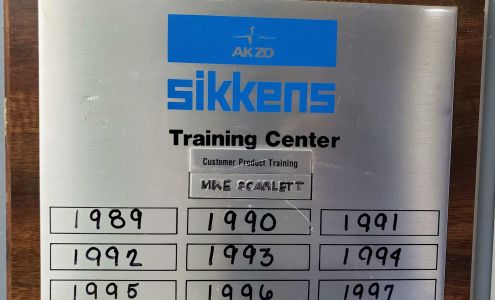 AKZO
sikkens
Training Center
Customer Product Training
MIKE SCARLETT
1989 1990 1991
1992 1993 1994
1995 1996 1997